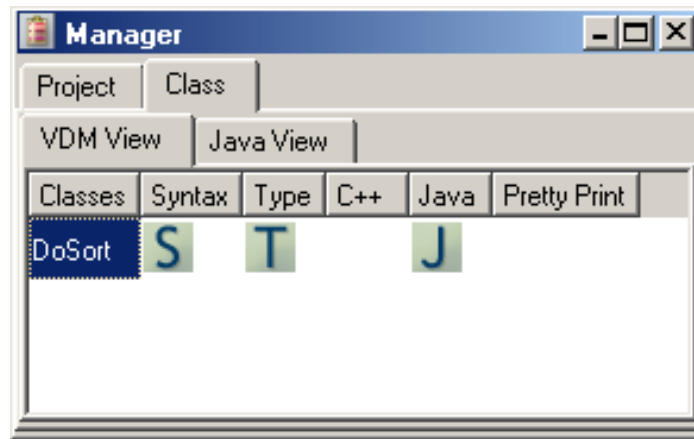 Manager
Project Class
VDM View Java View
Classes Syntax Type C++ Java Pretty Print
DoSort S T J